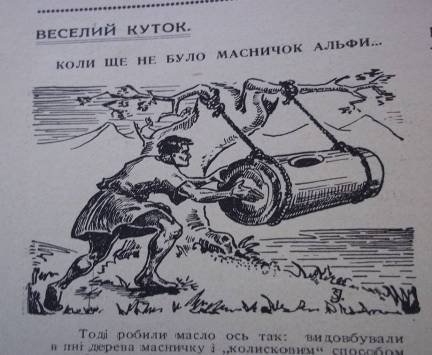 ВЕСЕЛИЙ КУТОК.
КОЛИ ЩЕ НЕ БУЛО МАСНИЧОК АЛЬФИ...
Тоді робили масло ось так: видовбували
в пні дерева масничку і „колисковим" способом